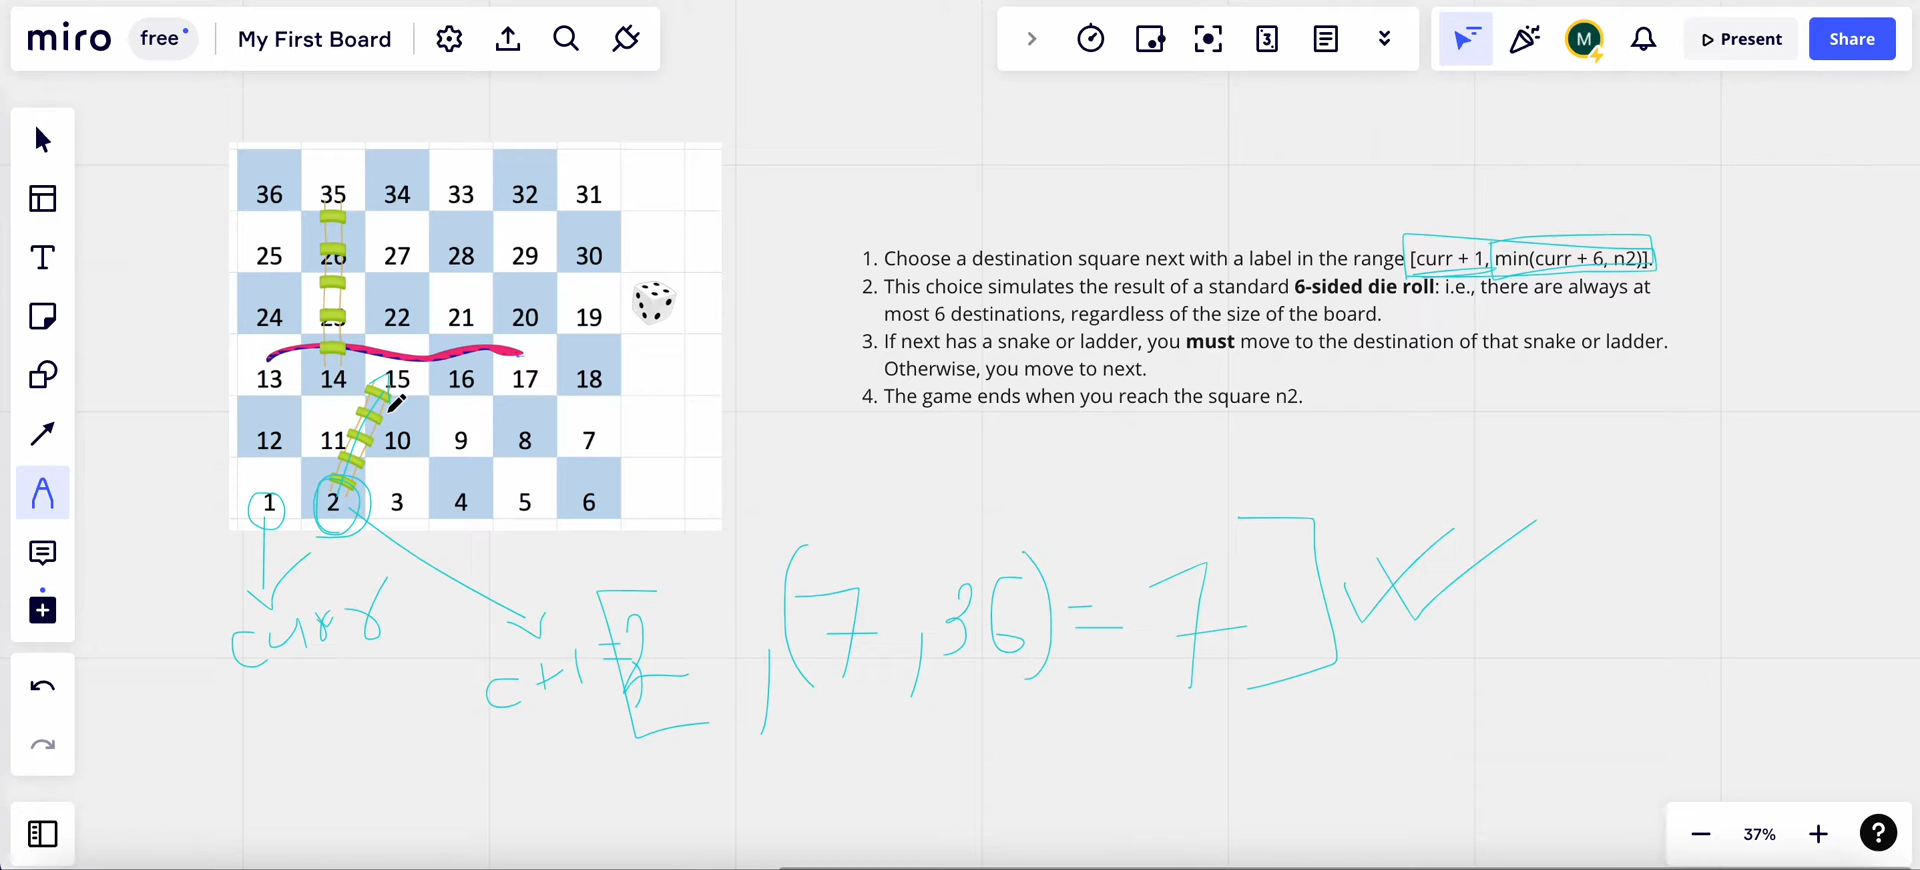 miro free My First Board
Present Share
36 35 34 33 32 31
25 26 27 28 29 30
24 23 22 21 20 19
13 14 15 16 17 18
12 11 10 9 8 7
1 2 3 4 5 6
1. Choose a destination square next with a label in the range [curr + 1, min(curr + 6, n2)].
2. This choice simulates the result of a standard 6-sided die roll: i.e., there are always at
most 6 destinations, regardless of the size of the board.
3. If next has a snake or ladder, you must move to the destination of that snake or ladder.
Otherwise, you move to next.
4. The game ends when you reach the square n2.
curr
c+1 = 2 , (7, 36) = 7]
37%